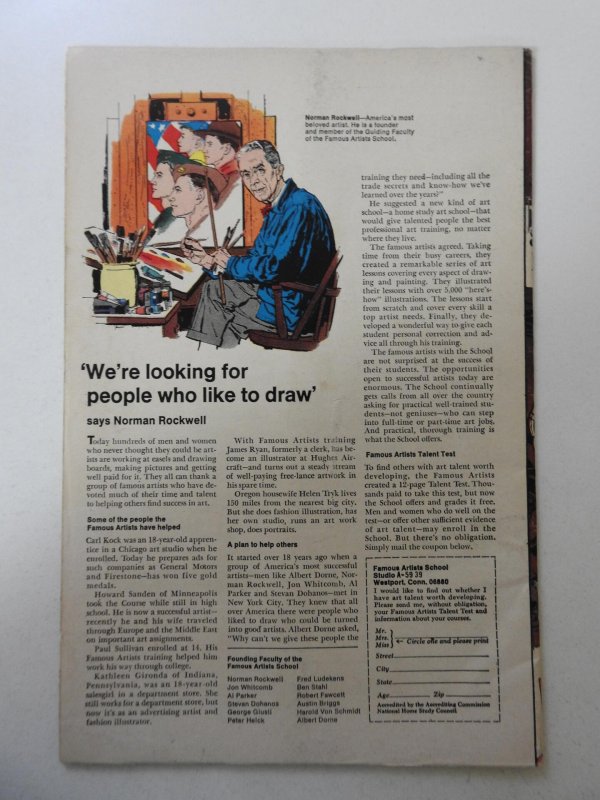 Norman Rockwell—America's most
beloved artist. He is a founder
and member of the Guiding Faculty
of the Famous Artists School.
'We're looking for
people who like to draw'
says Norman Rockwell
Today hundreds of men and women
who never thought they could be art-
ists are working at easels and drawing
boards, making pictures and getting
well paid for it. They all can thank a
group of famous artists who have de-
voted much of their time and talent
to helping others find success in art.
Some of the people the
Famous Artists have helped
Carl Kock was an 18-year-old appren-
tice in a Chicago art studio when he
enrolled. Today he prepares ads for
such companies as General Motors
and Firestone—has won five gold
medals.
Howard Sanden of Minneapolis
took the Course while still in high
school. He is now a successful artist—
recently he and his wife traveled
through Europe and the Middle East
on important art assignments.
Paul Sullivan enrolled at 14. His
Famous Artists training helped him
work his way through college.
Kathleen Gironda of Indiana,
Pennsylvania, was an 18-year-old
salesgirl in a department store. She
still works for a department store, but
now it's as an advertising artist and
fashion illustrator.
With Famous Artists training
James Ryan, formerly a clerk, has be-
come an illustrator at Hughes Air-
craft—and turns out a steady stream
of well-paying free-lance artwork in
his spare time.
Oregon housewife Helen Tryk lives
150 miles from the nearest big city.
But she does fashion illustration, has
her own studio, runs an art work
shop, does portraits.
A plan to help others
It started over 18 years ago when a
group of America's most successful
artists—men like Albert Dorne, Nor-
man Rockwell, Jon Whitcomb, Al
Parker and Stevan Dohanos—met in
New York City. They knew that all
over America there were people who
liked to draw who could be turned
into good artists. Albert Dorne asked,
"Why can't we give these people the
Founding Faculty of the
Famous Artists School
Norman Rockwell
Jon Whitcomb
Al Parker
Stevan Dohanos
George Giusti
Peter Helck
Fred Ludekens
Ben Stahl
Robert Fawcett
Austin Briggs
Harold Von Schmidt
Albert Dorne
training they need—including all the
trade secrets and know-how we've
learned over the years?"
He suggested a new kind of art
school—a home study art school—that
would give talented people the best
professional art training, no matter
where they live.
The famous artists agreed. Taking
time from their busy careers, they
created a remarkable series of art
lessons covering every aspect of draw-
ing and painting. They illustrated
their lessons with over 5,000 "here's
how" illustrations. The lessons start
from scratch and cover every skill a
top artist needs. Finally, they de-
veloped a wonderful way to give each
student personal correction and ad-
vice all through his training.
The famous artists with the School
are not surprised at the success of
their students. The opportunities
open to successful artists today are
enormous. The School continually
gets calls from all over the country
asking for practical well-trained stu-
dents—not geniuses—who can step
into full-time or part-time art jobs.
And practical, thorough training is
what the School offers.
Famous Artists Talent Test
To find others with art talent worth
developing, the Famous Artists
created a 12-page Talent Test. Thou-
sands paid to take this test, but now
the School offers and grades it free.
Men and women who do well on the
test—or offer other sufficient evidence
of art talent—may enroll in the
School. But there's no obligation.
Simply mail the coupon below.
Famous Artists School
Studio A-59 39
Westport, Conn. 06880
I would like to find out whether I
have art talent worth developing.
Please send me, without obligation,
your Famous Artists Talent Test and
information about your courses.
Mr.
Mrs. ← Circle one and please print
Miss
Street
City
State
Age Zip
Accredited by the Accrediting Commission
National Home Study Council